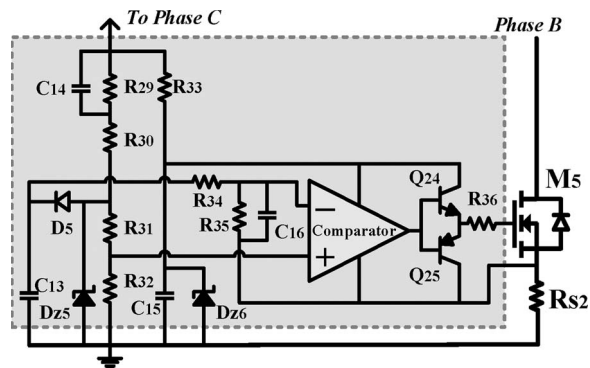 To Phase C
Phase B
C14
R29
R33
R30
Q24
M5
R34
R36
D5
R35
C16
−
Comparator
R31
+
C13
R32
Q25
Dz5
C15
Dz6
Rs2